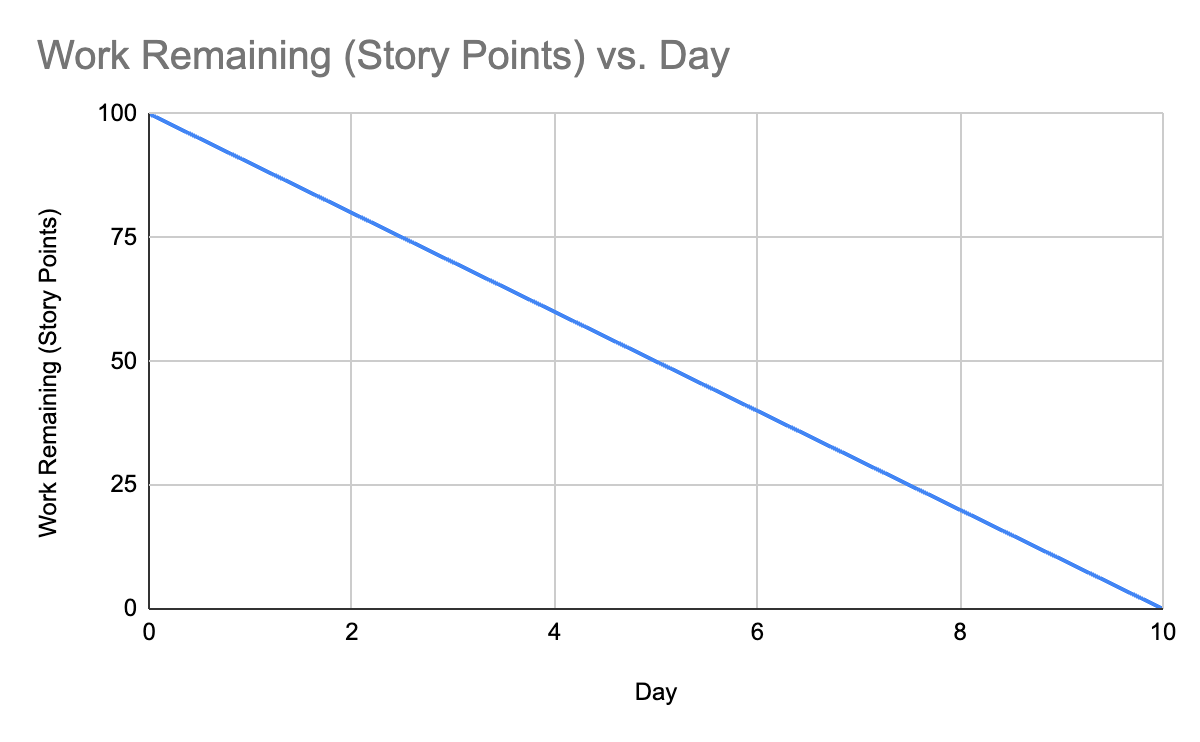 Work Remaining (Story Points) vs. Day
Work Remaining (Story Points)
100
75
50
25
0
0 2 4 6 8 10
Day